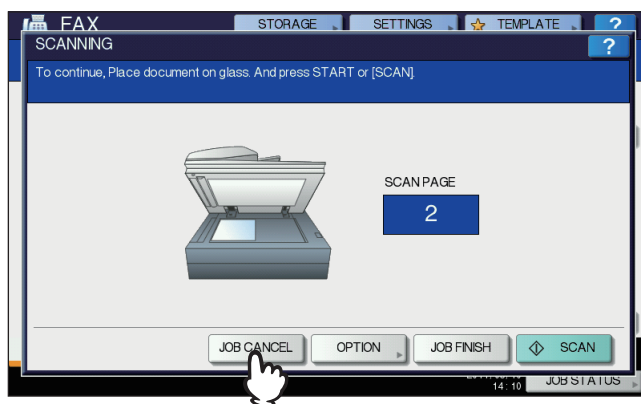 FAX STORAGE SETTINGS TEMPLATE ?
SCANNING ?
To continue, Place document on glass. And press START or [SCAN].
SCAN PAGE
2
JOB CANCEL OPTION JOB FINISH SCAN
14:10 JOB STATUS